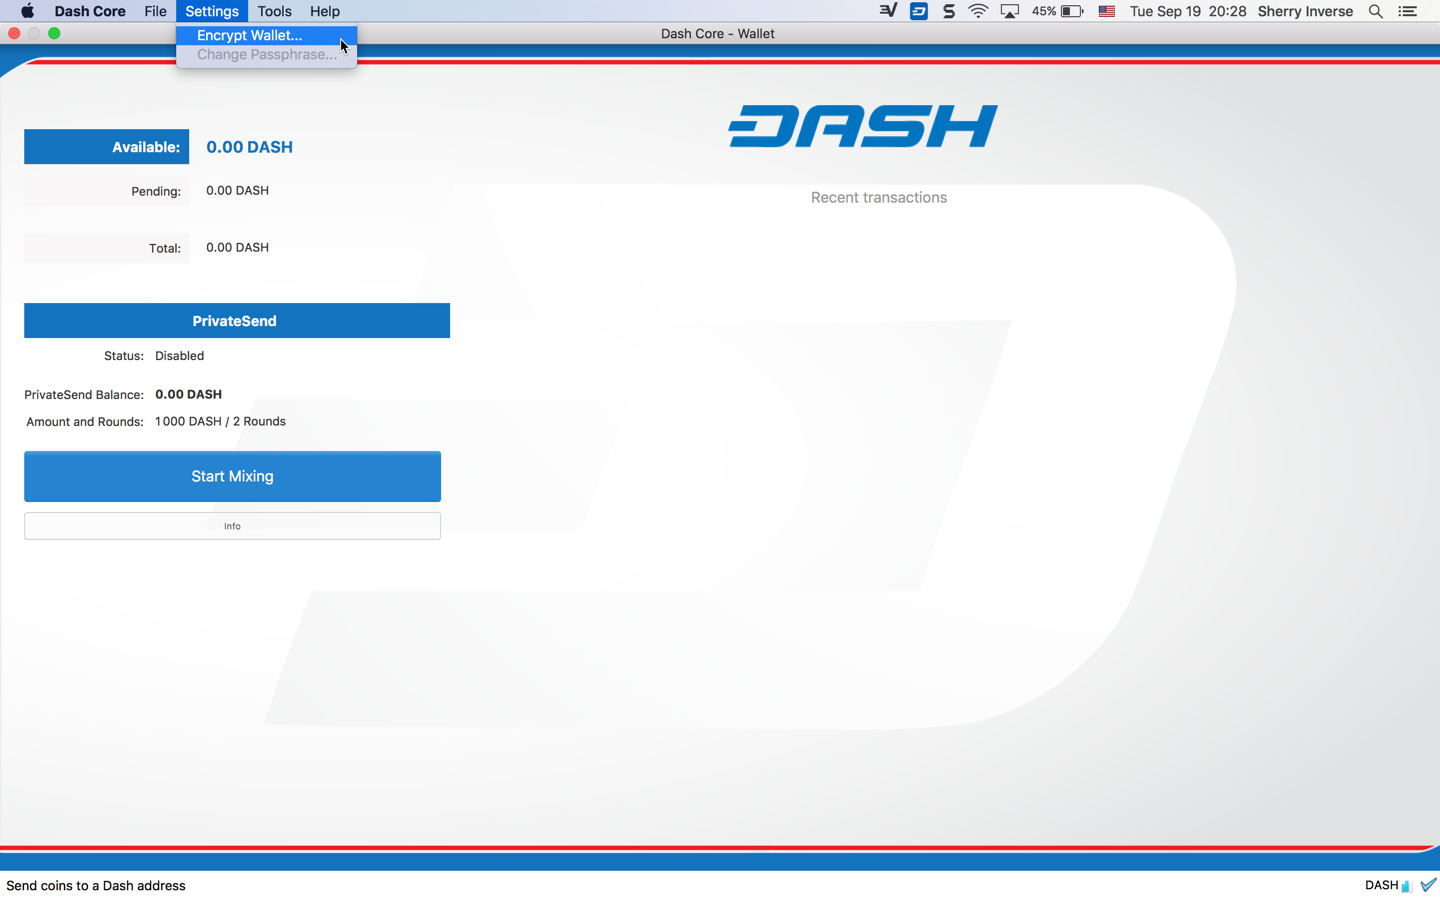 Dash Core File Settings Tools Help 45% Tue Sep 19 20:28 Sherry Inverse
Dash Core - Wallet
Encrypt Wallet...
Change Passphrase...
DASH
Available: 0.00 DASH
Pending: 0.00 DASH
Recent transactions
Total: 0.00 DASH
PrivateSend
Status: Disabled
PrivateSend Balance: 0.00 DASH
Amount and Rounds: 1 000 DASH / 2 Rounds
Start Mixing
Info
Send coins to a Dash address DASH